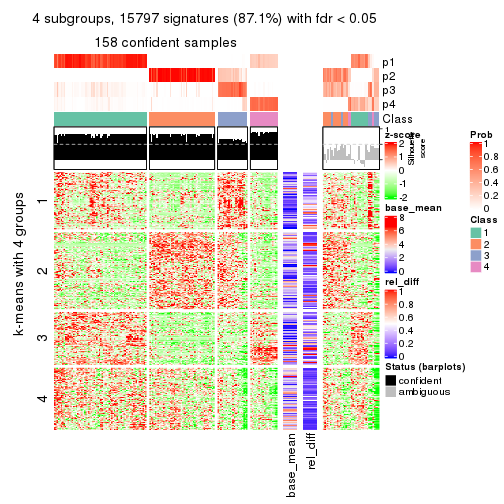 4 subgroups, 15797 signatures (87.1%) with fdr < 0.05
158 confident samples
p1
p2
p3
p4
Class
1
Silhouette
score
z-score
2
1
0
-1
-2
base_mean
8
6
4
2
0
rel_diff
1
0.8
0.6
0.4
0.2
0
Status (barplots)
confident
ambiguous
Prob
1
0.8
0.6
0.4
0.2
0
Class
1
2
3
4
k-means with 4 groups
1
2
3
4
base_mean
rel_diff